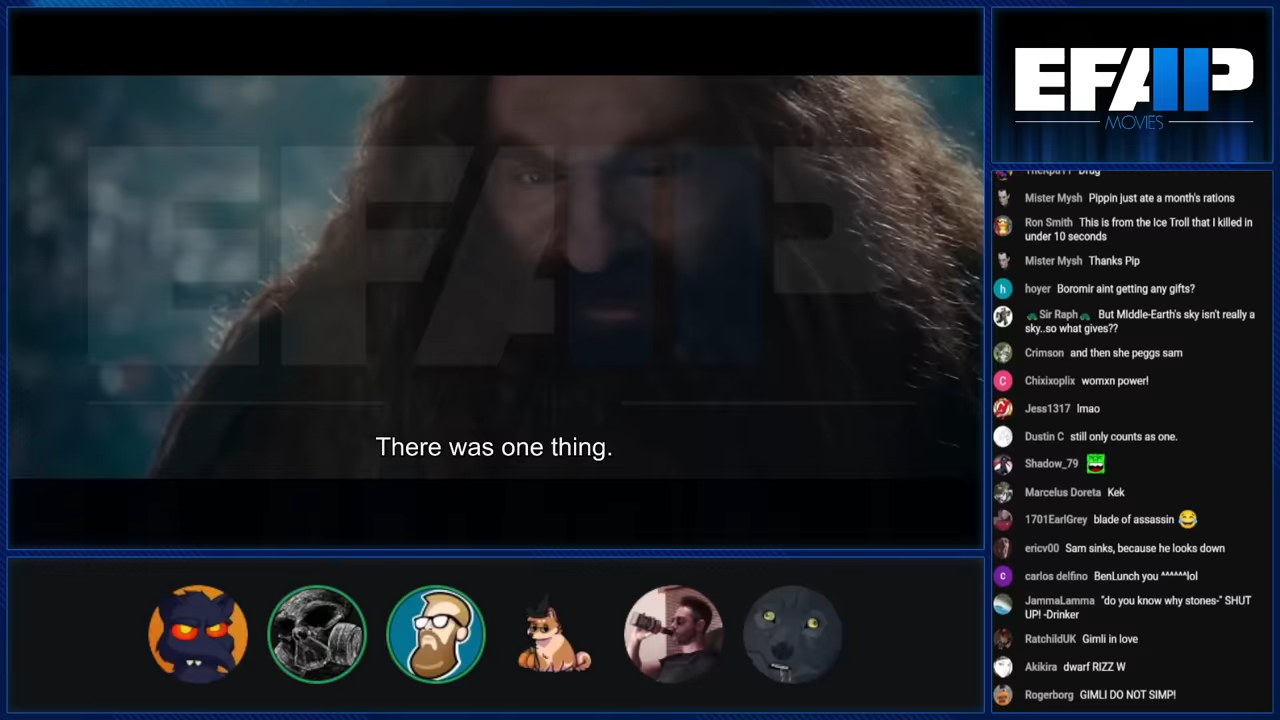 EFAP
MOVIES
There was one thing.
EFAP
MOVIES
Drug
Mister Mysh Pippin just ate a month's rations
Ron Smith This is from the Ice Troll that I killed in
under 10 seconds
Mister Mysh Thanks Pip
h hoyer Boromir aint getting any gifts?
Sir Raph But MIddle-Earth's sky isn't really a
sky..so what gives??
Crimson and then she peggs sam
C Chixixoplix womxn power!
Jess1317 lmao
Dustin C still only counts as one.
Shadow_79
Marcelus Doreta Kek
1701EarlGrey blade of assassin 😂
ericv00 Sam sinks, because he looks down
c carlos delfino BenLunch you ^^^^^^lol
JammaLamma "do you know why stones-" SHUT
UP! -Drinker
RatchildUK Gimli in love
Akikira dwarf RIZZ W
Rogerborg GIMLI DO NOT SIMP!